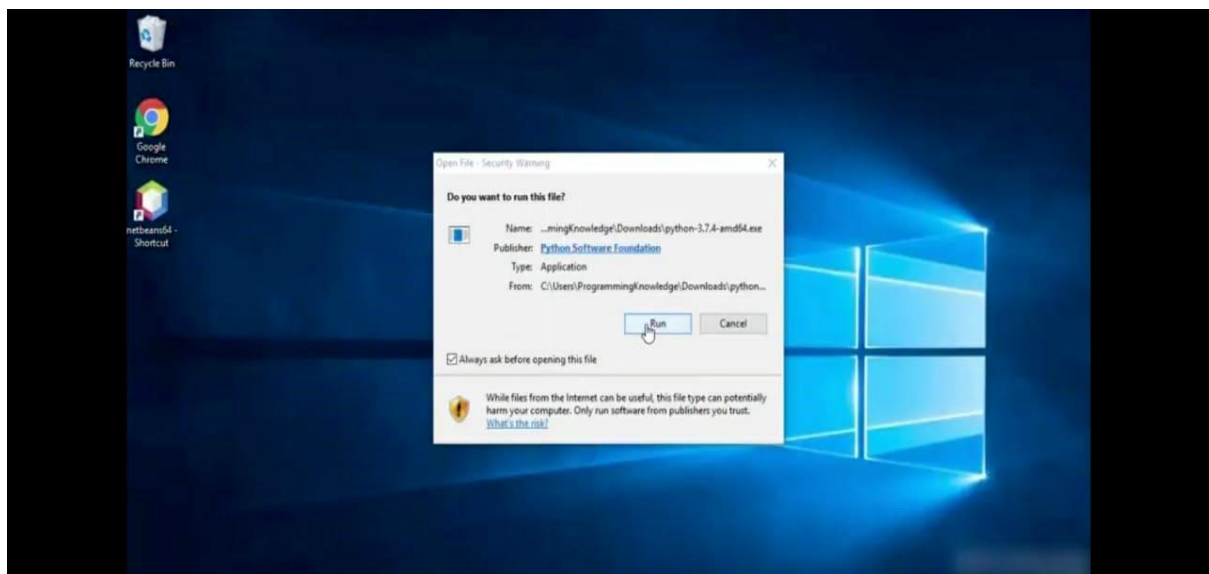 Recycle Bin
Google
Chrome
netbeans64 -
Shortcut
Open File - Security Warning
Do you want to run this file?
Name: ...mingKnowledge\Downloads\python-3.7.4-amd64.exe
Publisher: Python Software Foundation
Type: Application
From: C:\Users\ProgrammingKnowledge\Downloads\python...
Run
Cancel
Always ask before opening this file
While files from the Internet can be useful, this file type can potentially
harm your computer. Only run software from publishers you trust.
What's the risk?